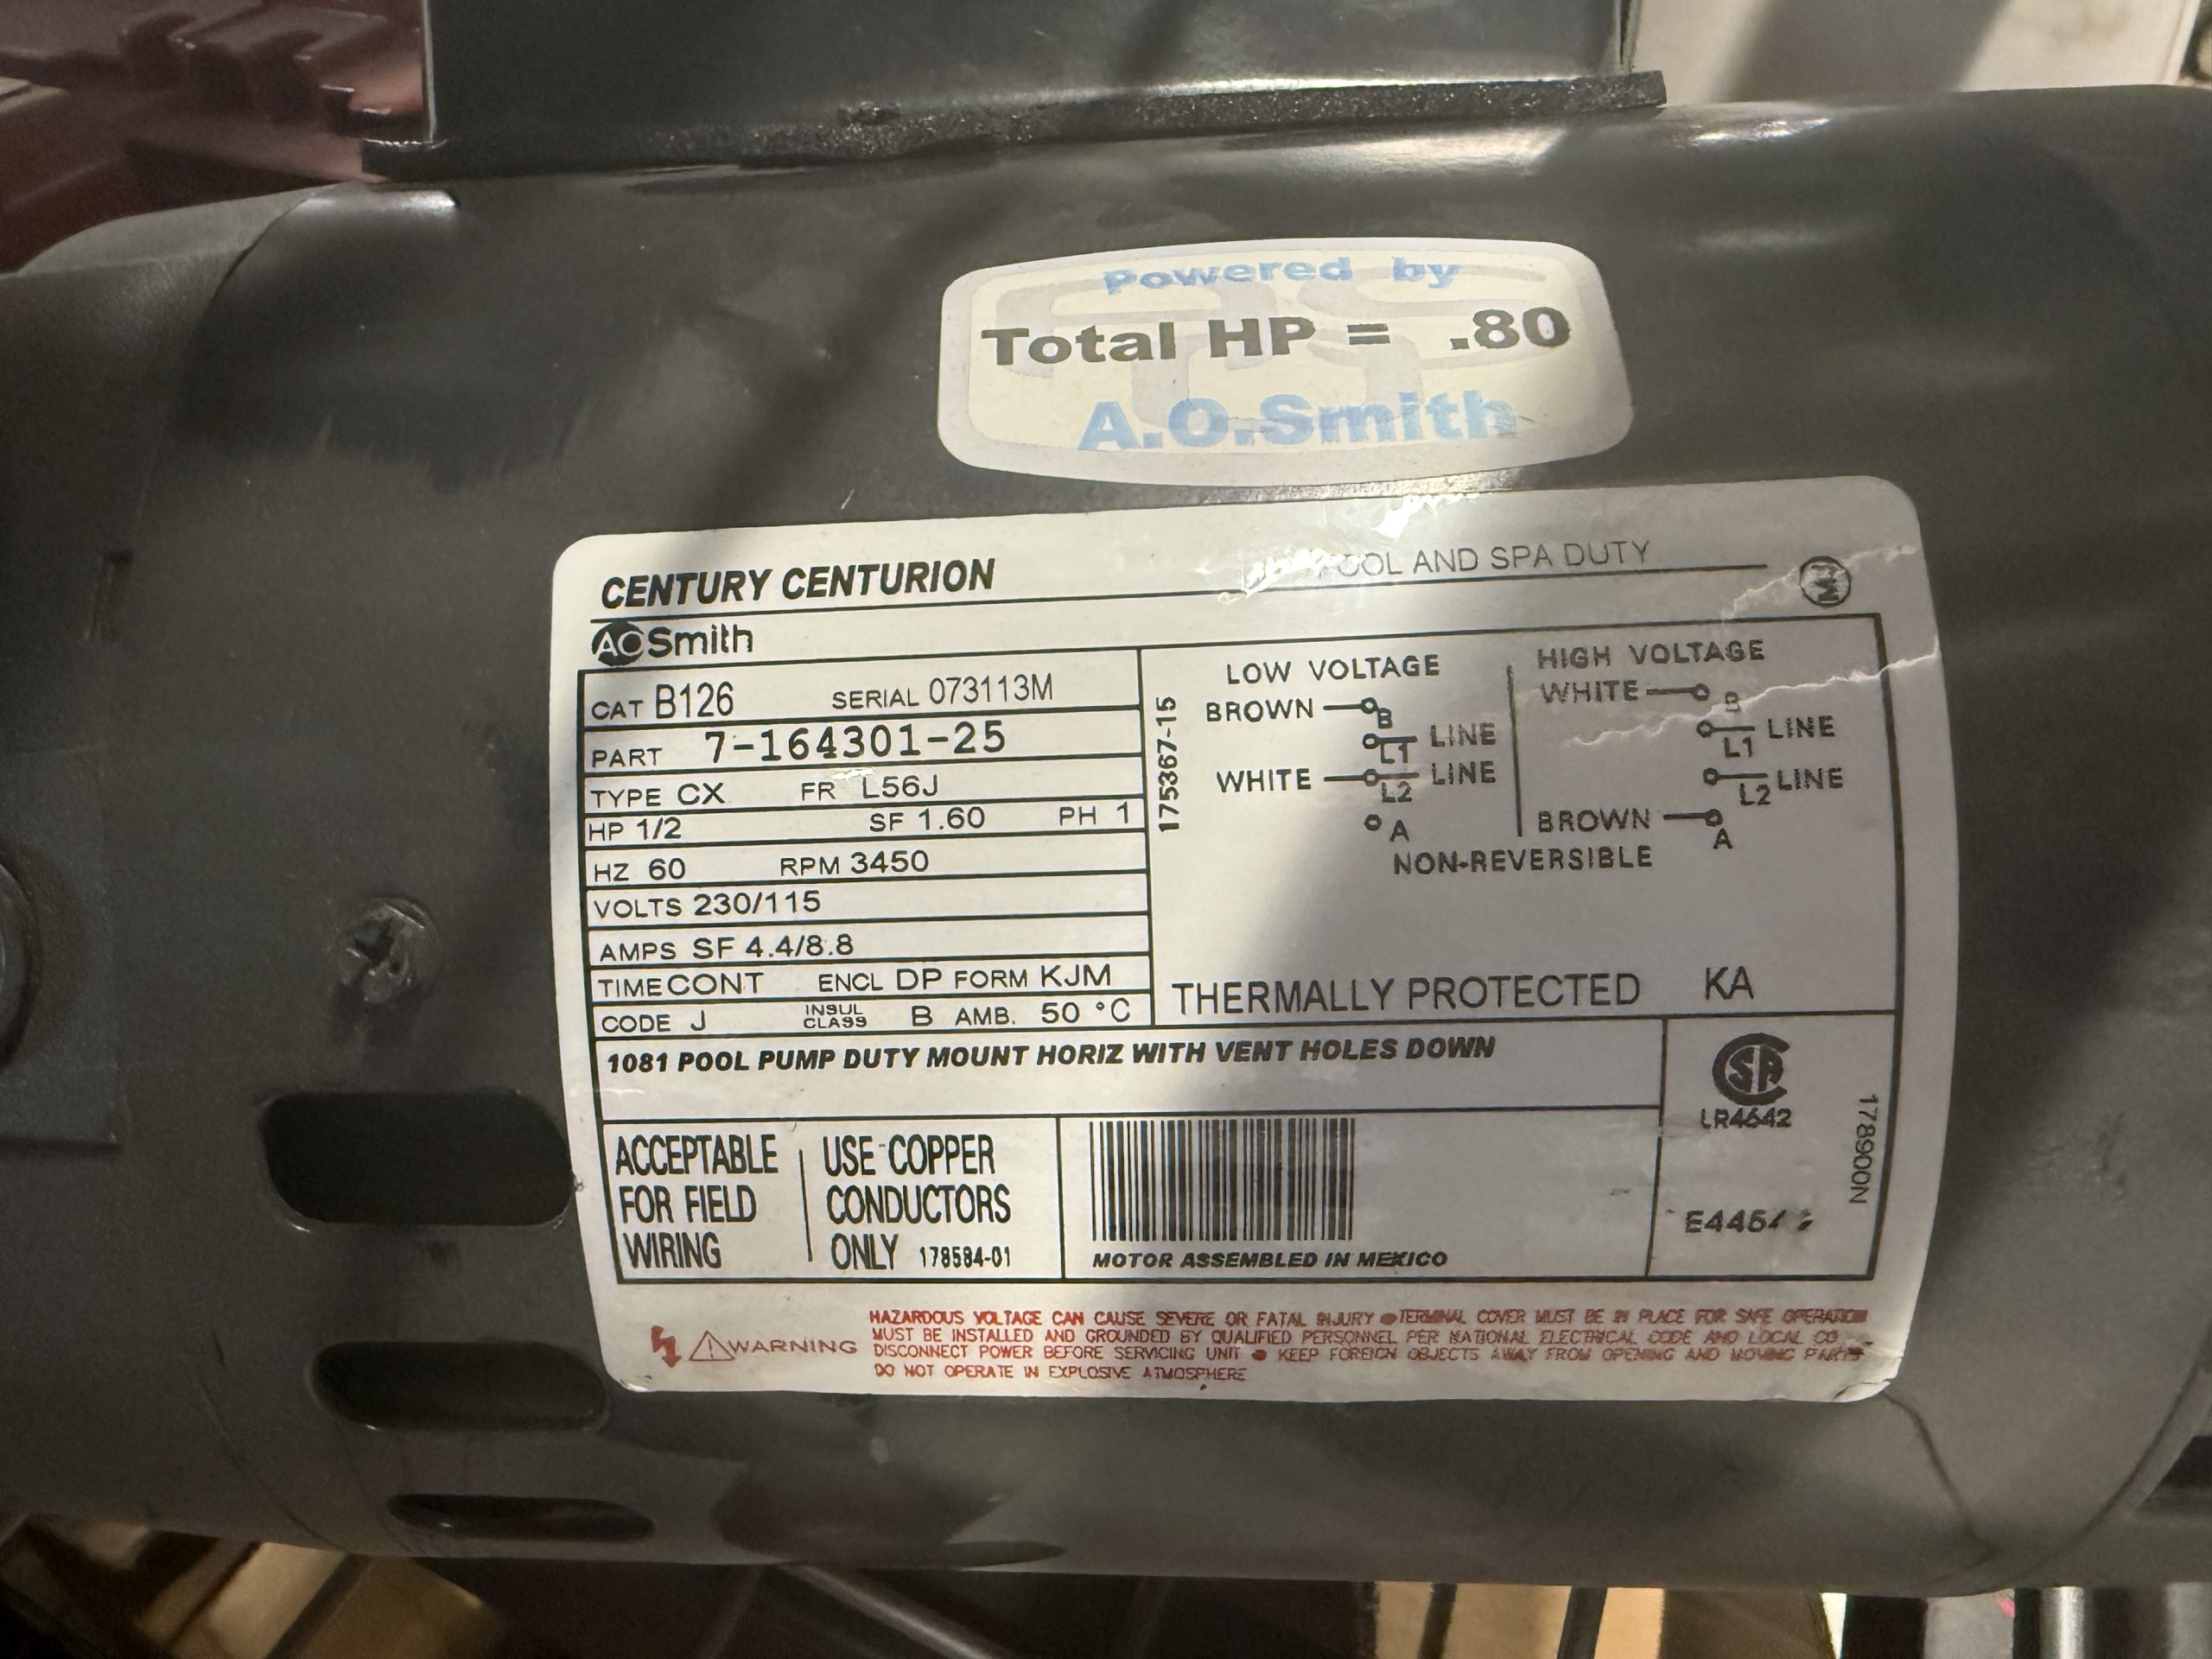 Powered by
Total HP = .80
A.O.Smith
CENTURY CENTURION
POOL AND SPA DUTY
AOSmith
CAT B126 SERIAL 073113M
PART 7-164301-25
TYPE CX FR L56J
HP 1/2 SF 1.60 PH 1
HZ 60 RPM 3450
VOLTS 230/115
AMPS SF 4.4/8.8
TIME CONT ENCL DP FORM KJM
CODE J INSUL CLASS B AMB. 50 °C
175367-15
LOW VOLTAGE
BROWN B
L1 LINE
WHITE L2 LINE
A
HIGH VOLTAGE
WHITE B
L1 LINE
L2 LINE
BROWN A
NON-REVERSIBLE
THERMALLY PROTECTED KA
1081 POOL PUMP DUTY MOUNT HORIZ WITH VENT HOLES DOWN
SA
LR4642
178900N
ACCEPTABLE
FOR FIELD
WIRING
USE COPPER
CONDUCTORS
ONLY 178584-01
MOTOR ASSEMBLED IN MEXICO
WARNING
HAZARDOUS VOLTAGE CAN CAUSE SEVERE OR FATAL INJURY ● TERMINAL COVER MUST BE IN PLACE FOR SAFE OPERATION
MUST BE INSTALLED AND GROUNDED BY QUALIFIED PERSONNEL PER NATIONAL ELECTRICAL CODE AND LOCAL
DISCONNECT POWER BEFORE SERVICING UNIT ● KEEP FOREIGN OBJECTS AWAY FROM OPENING AND MOVING PARTS
DO NOT OPERATE IN EXPLOSIVE ATMOSPHERE